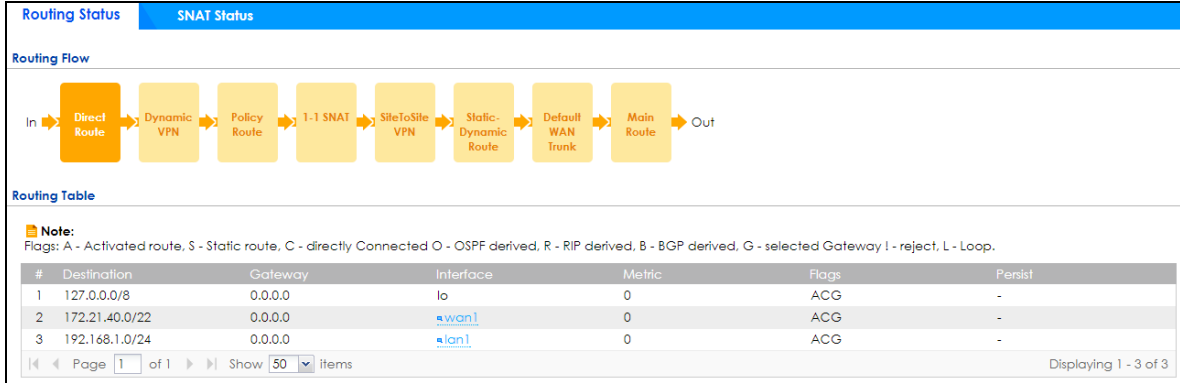 Routing Status SNAT Status
Routing Flow
In Direct Route Dynamic VPN Policy Route 1-1 SNAT SiteToSite VPN Static-Dynamic Route Default WAN Trunk Main Route Out
Routing Table
Note:
Flags: A - Activated route, S - Static route, C - directly Connected O - OSPF derived, R - RIP derived, B - BGP derived, G - selected Gateway ! - reject, L - Loop.
# Destination Gateway Interface Metric Flags Persist
1 127.0.0.0/8 0.0.0.0 lo 0 ACG -
2 172.21.40.0/22 0.0.0.0 wan1 0 ACG -
3 192.168.1.0/24 0.0.0.0 lan1 0 ACG -
Page 1 of 1 Show 50 items Displaying 1 - 3 of 3